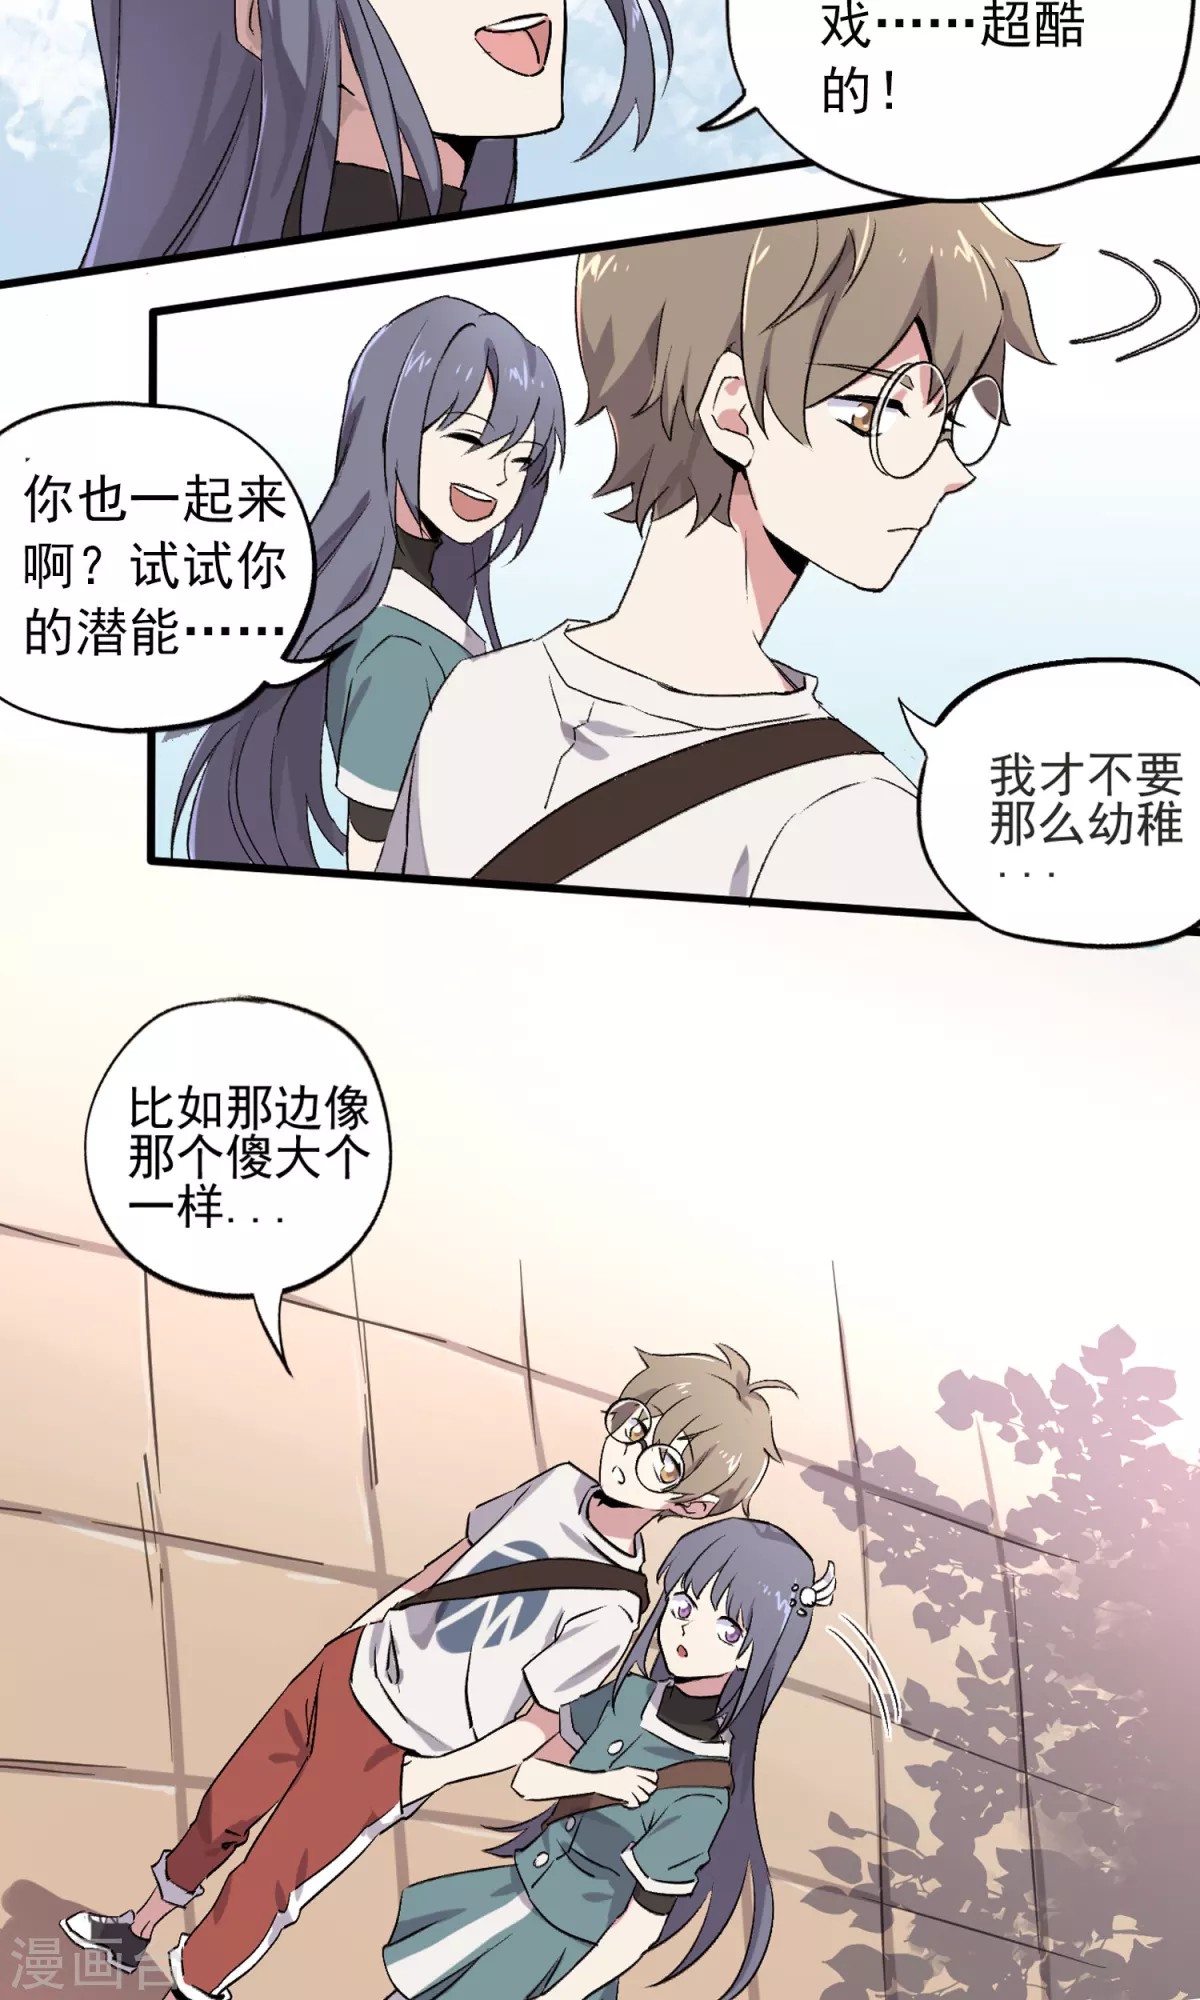 戏……超酷
的！
你也一起来
啊？试试你
的潜能……
我才不要
那么幼稚
...
比如那边像
那个傻大个
一样...
漫画台